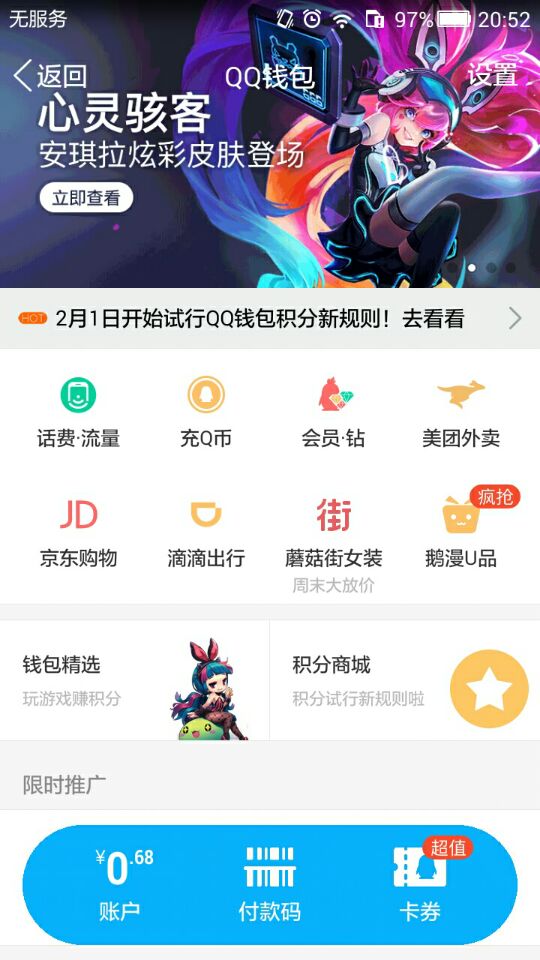 无服务 97% 20:52
返回 QQ钱包 设置
心灵骇客
安琪拉炫彩皮肤登场
立即查看
HOT 2月1日开始试行QQ钱包积分新规则！去看看
话费·流量 充Q币 会员·钻 美团外卖
疯抢
JD 街
京东购物 滴滴出行 蘑菇街女装 鹅漫U品
周末大放价
钱包精选 积分商城
玩游戏赚积分 积分试行新规则啦
限时推广
¥0.68 超值
账户 付款码 卡券